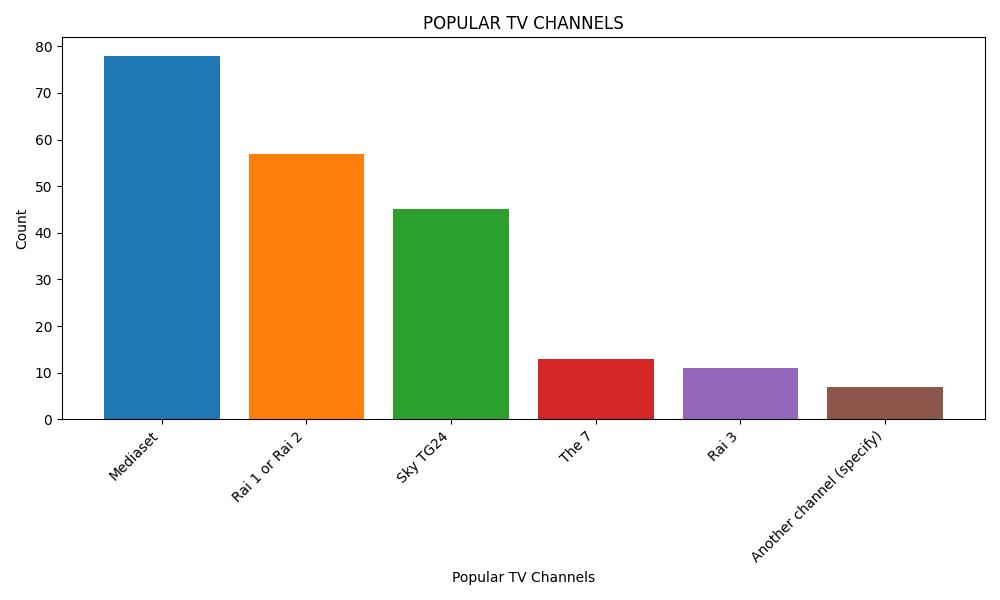 POPULAR TV CHANNELS
Count
80
70
60
50
40
30
20
10
0
Mediaset
Rai 1 or Rai 2
Sky TG24
The 7
Rai 3
Another channel (specify)
Popular TV Channels